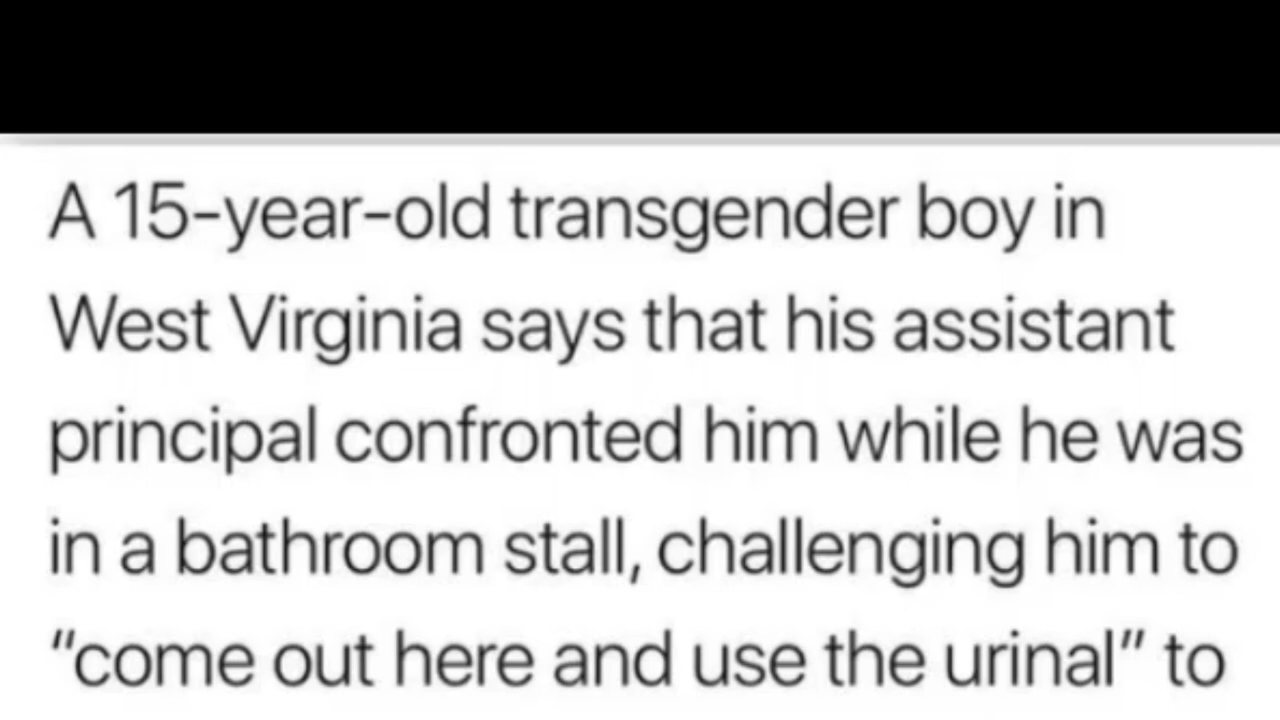 A 15-year-old transgender boy in
West Virginia says that his assistant
principal confronted him while he was
in a bathroom stall, challenging him to
“come out here and use the urinal” to